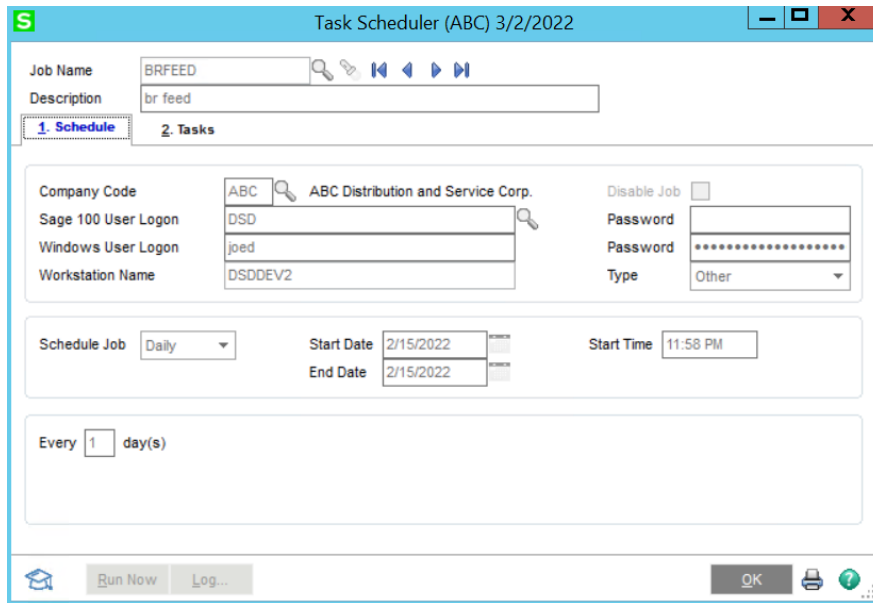 S Task Scheduler (ABC) 3/2/2022 X
Job Name BRFEED
Description br feed
1. Schedule 2. Tasks
Company Code ABC ABC Distribution and Service Corp. Disable Job
Sage 100 User Logon DSD Password
Windows User Logon joed Password •••••••••••••••••••
Workstation Name DSDDEV2 Type Other
Schedule Job Daily Start Date 2/15/2022 Start Time 11:58 PM
End Date 2/15/2022
Every 1 day(s)
Run Now Log... OK ?